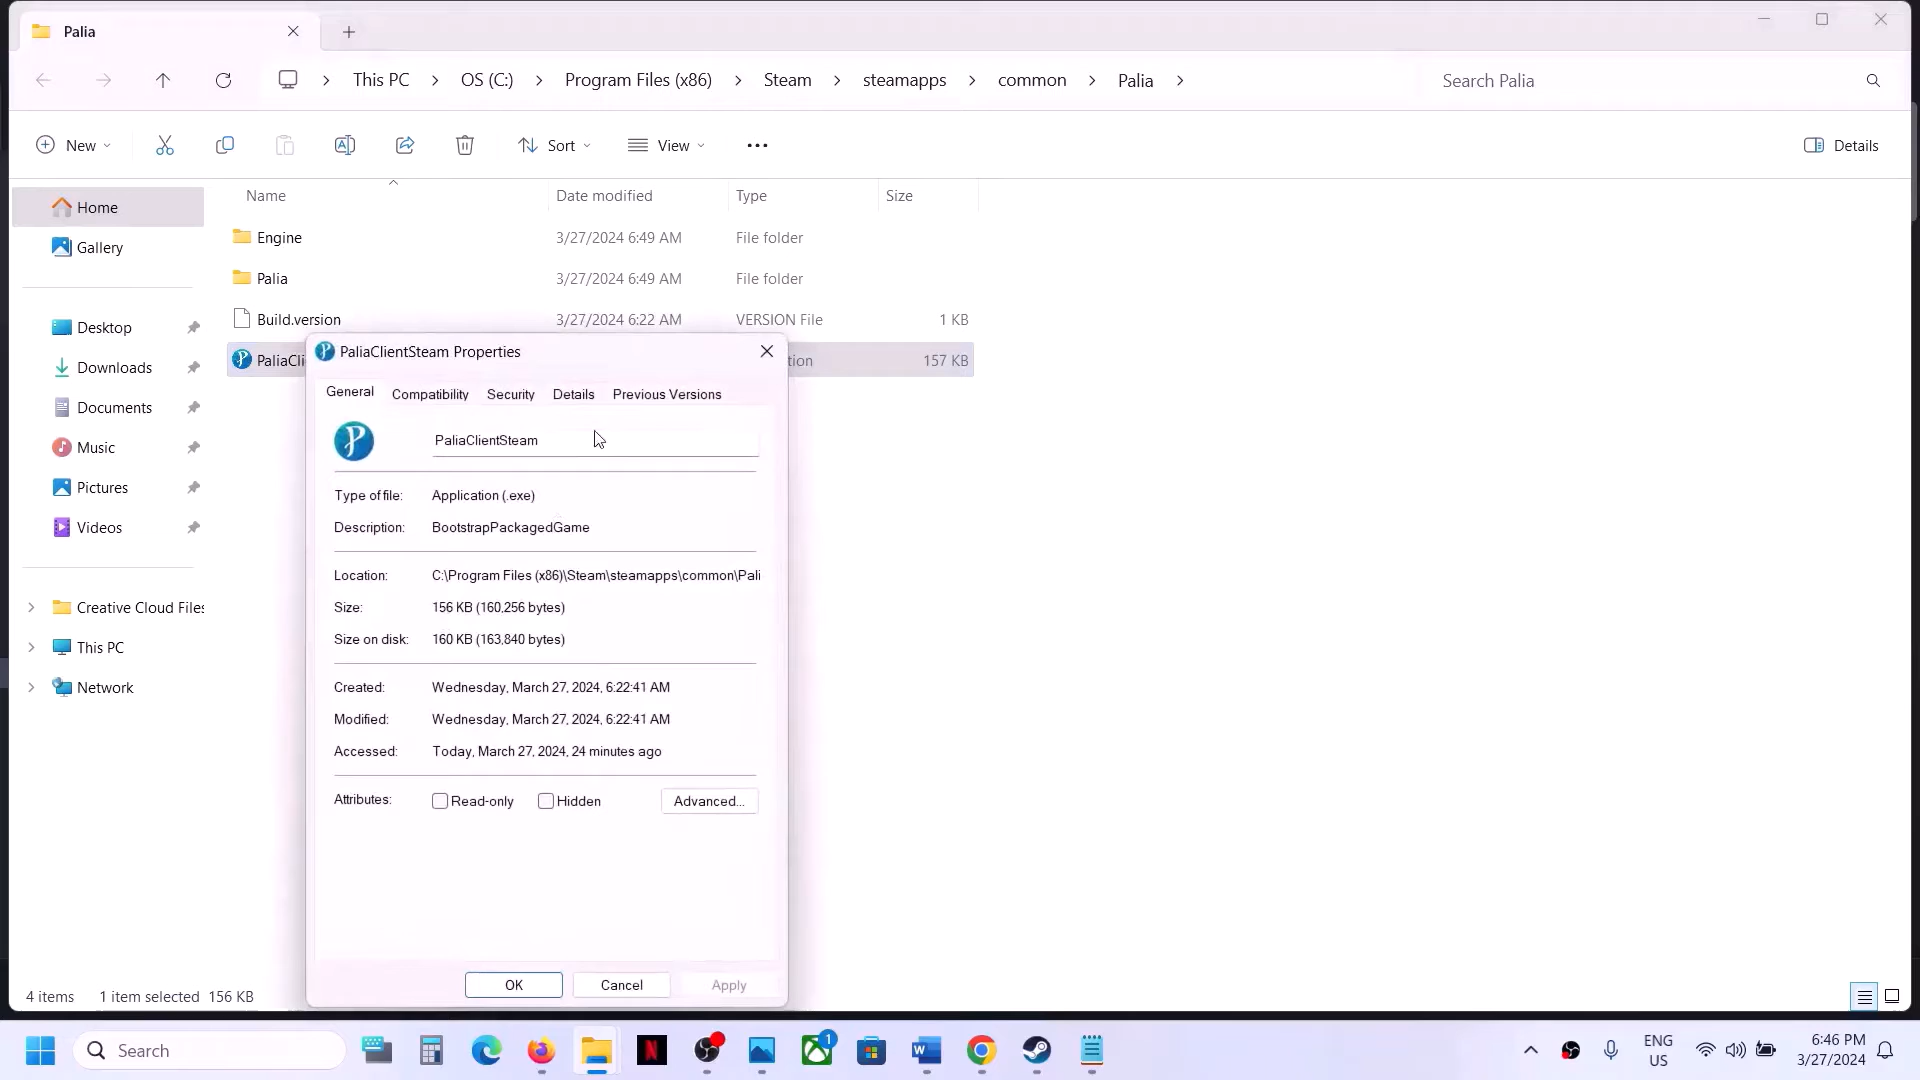 Palia
This PC
OS (C:)
Program Files (x86)
Steam
steamapps
common
Palia
Search Palia
New
Sort
View
Details
Name
Date modified
Type
Size
Home
Gallery
Desktop
Downloads
Documents
Music
Pictures
Videos
Creative Cloud Files
This PC
Network
Engine 3/27/2024 6:49 AM File folder
Palia 3/27/2024 6:49 AM File folder
Build.version 3/27/2024 6:22 AM VERSION File 1 KB
PaliaCli tion 157 KB
PaliaClientSteam Properties
General Compatibility Security Details Previous Versions
PaliaClientSteam
Type of file: Application (.exe)
Description: BootstrapPackagedGame
Location: C:\Program Files (x86)\Steam\steamapps\common\Pali
Size: 156 KB (160,256 bytes)
Size on disk: 160 KB (163,840 bytes)
Created: Wednesday, March 27, 2024, 6:22:41 AM
Modified: Wednesday, March 27, 2024, 6:22:41 AM
Accessed: Today, March 27, 2024, 24 minutes ago
Attributes: Read-only Hidden Advanced...
OK Cancel Apply
4 items 1 item selected 156 KB
Search
1
ENG
US
6:46 PM
3/27/2024